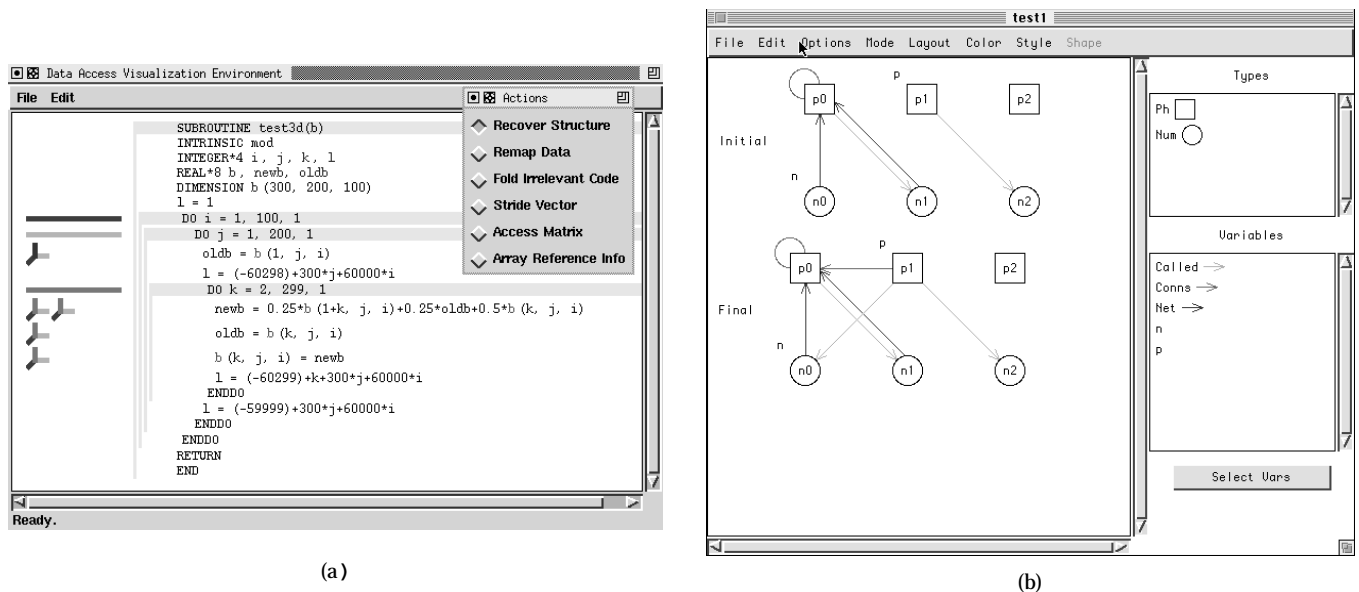 Data Access Visualization Environment
File Edit
Actions
Recover Structure
Remap Data
Fold Irrelevant Code
Stride Vector
Access Matrix
Array Reference Info
SUBROUTINE test3d(b)
INTRINSIC mod
INTEGER*4 i, j, k, l
REAL*8 b, newb, oldb
DIMENSION b (300, 200, 100)
l = 1
DO i = 1, 100, 1
DO j = 1, 200, 1
oldb = b (1, j, i)
l = (-60298)+300*j+60000*i
DO k = 2, 299, 1
newb = 0.25*b (1+k, j, i)+0.25*oldb+0.5*b (k, j, i)
oldb = b (k, j, i)
b (k, j, i) = newb
l = (-60299)+k+300*j+60000*i
ENDDO
l = (-59999)+300*j+60000*i
ENDDO
ENDDO
RETURN
END
Ready.
(a)
test1
File Edit Options Mode Layout Color Style Shape
p
p0 p1 p2
Initial
n
n0 n1 n2
p
p0 p1 p2
Final
n
n0 n1 n2
Types
Ph
Num
Variables
Called
Conns
Net
n
p
Select Vars
(b)